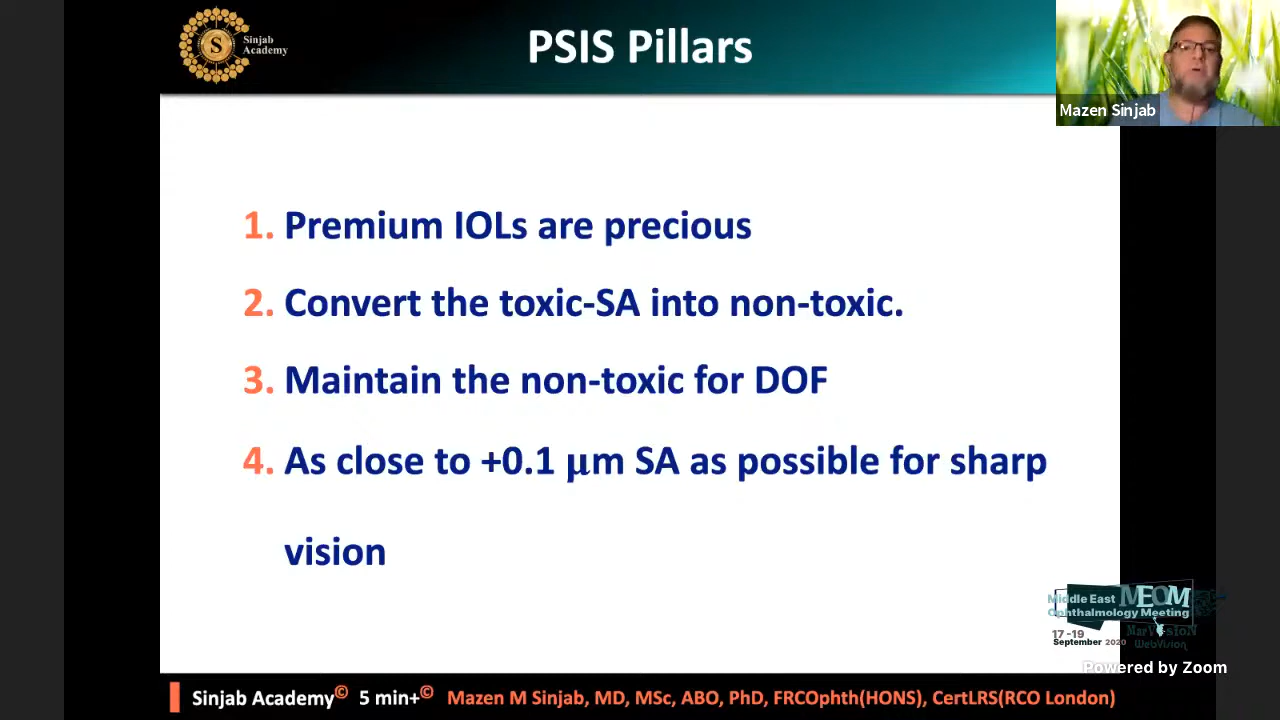 S
Sinjab
Academy
PSIS Pillars
Mazen Sinjab
1. Premium IOLs are precious
2. Convert the toxic-SA into non-toxic.
3. Maintain the non-toxic for DOF
4. As close to +0.1 μm SA as possible for sharp
vision
Middle East MEOM
Ophthalmology Meeting
17-19
September 2020
MarVision
WebVision
Powered by Zoom
Sinjab Academy© 5 min+© Mazen M Sinjab, MD, MSc, ABO, PhD, FRCOphth(HONS), CertLRS(RCO London)